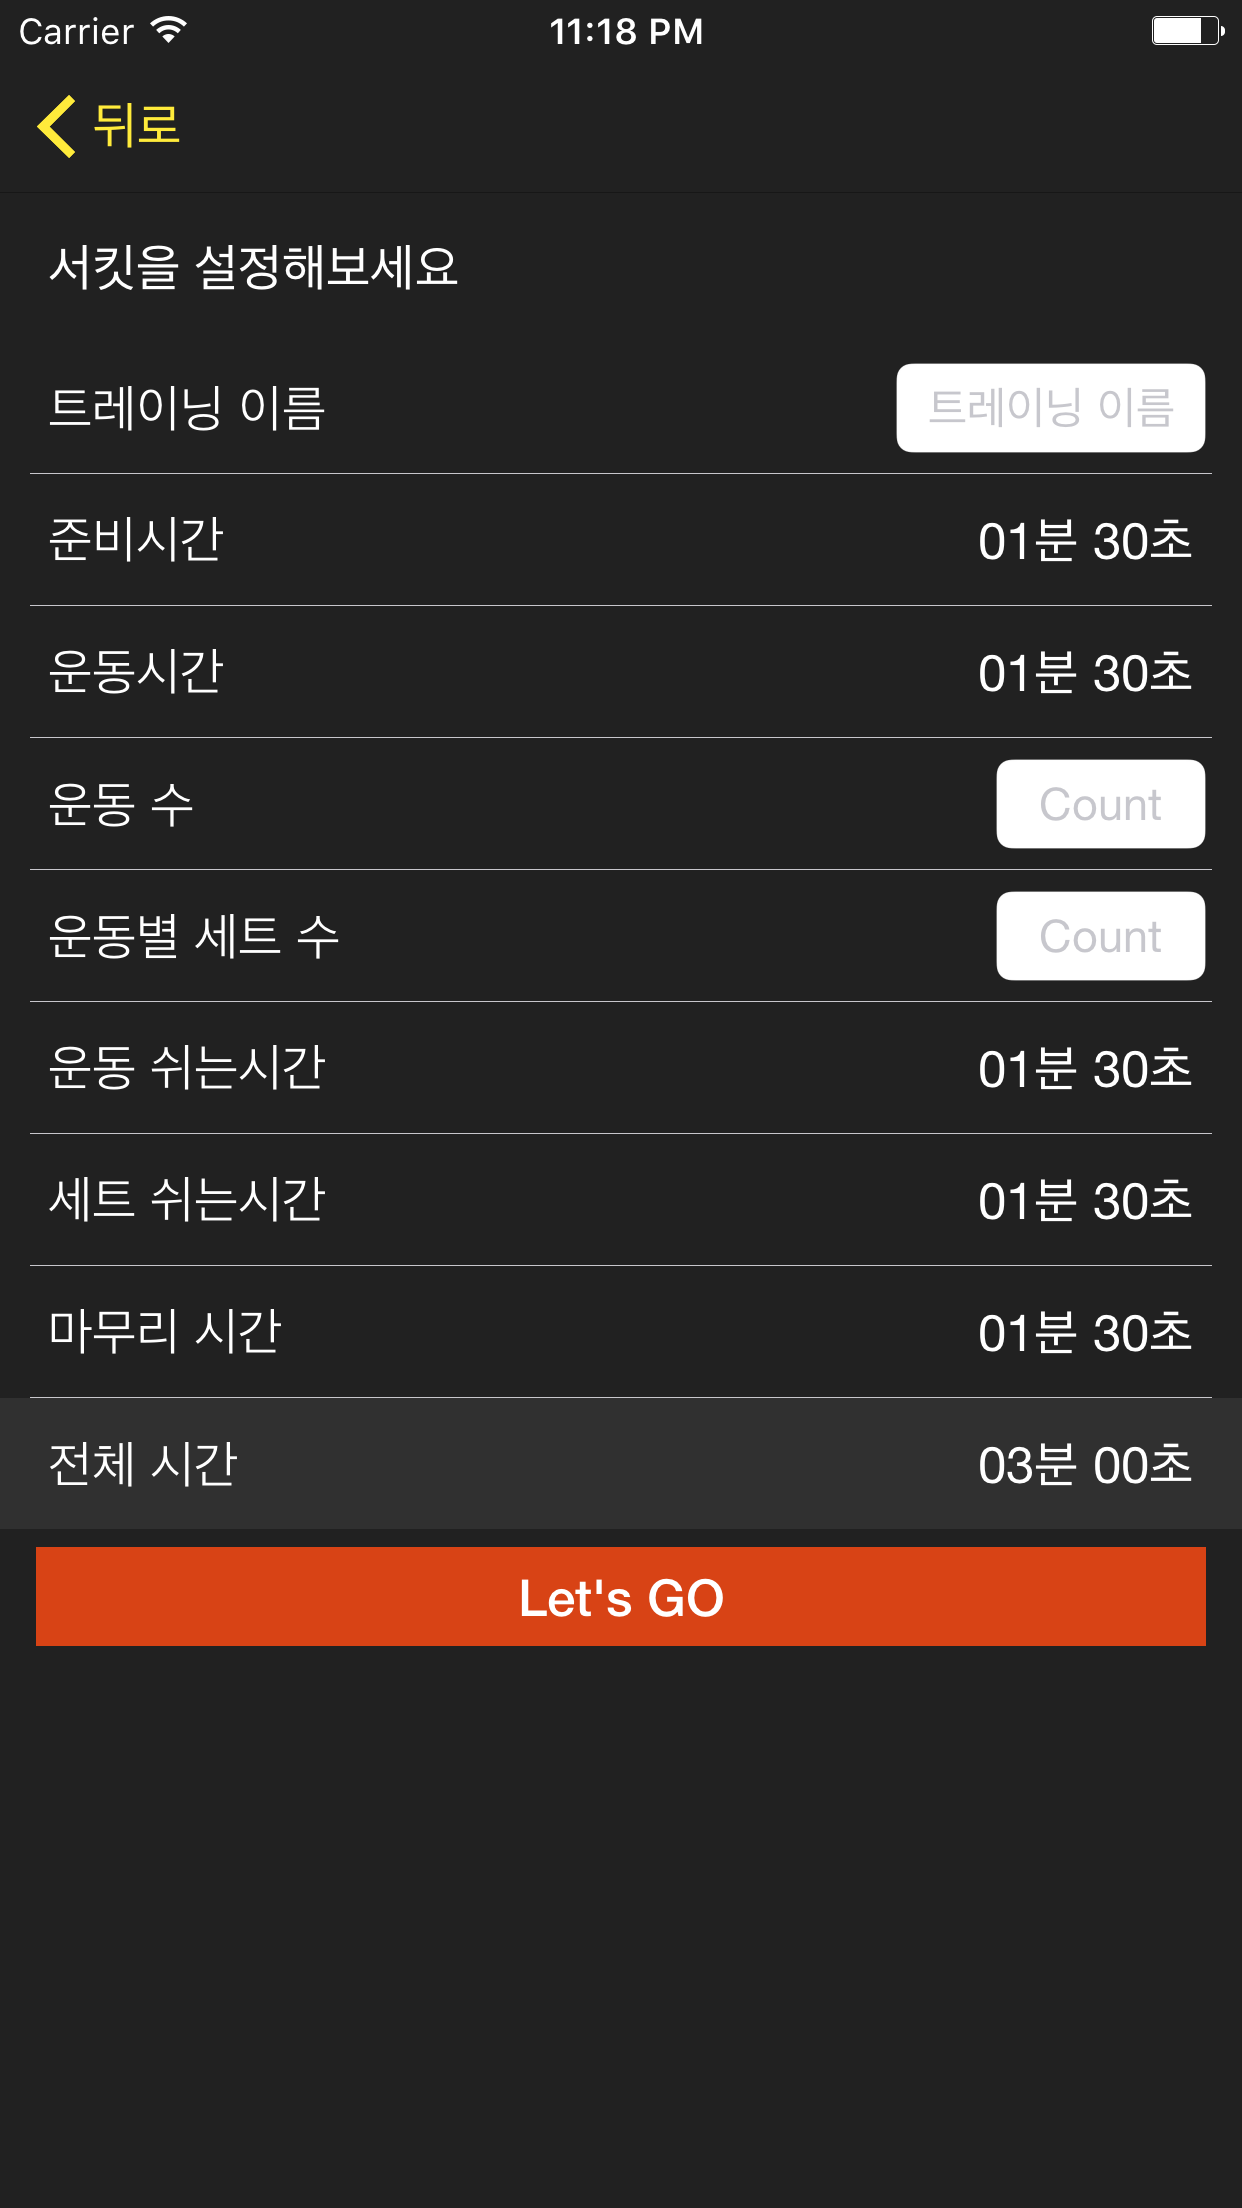 Carrier 11:18 PM
뒤로
서킷을 설정해보세요
트레이닝 이름 트레이닝 이름
준비시간 01분 30초
운동시간 01분 30초
운동 수 Count
운동별 세트 수 Count
운동 쉬는시간 01분 30초
세트 쉬는시간 01분 30초
마무리 시간 01분 30초
전체 시간 03분 00초
Let's GO